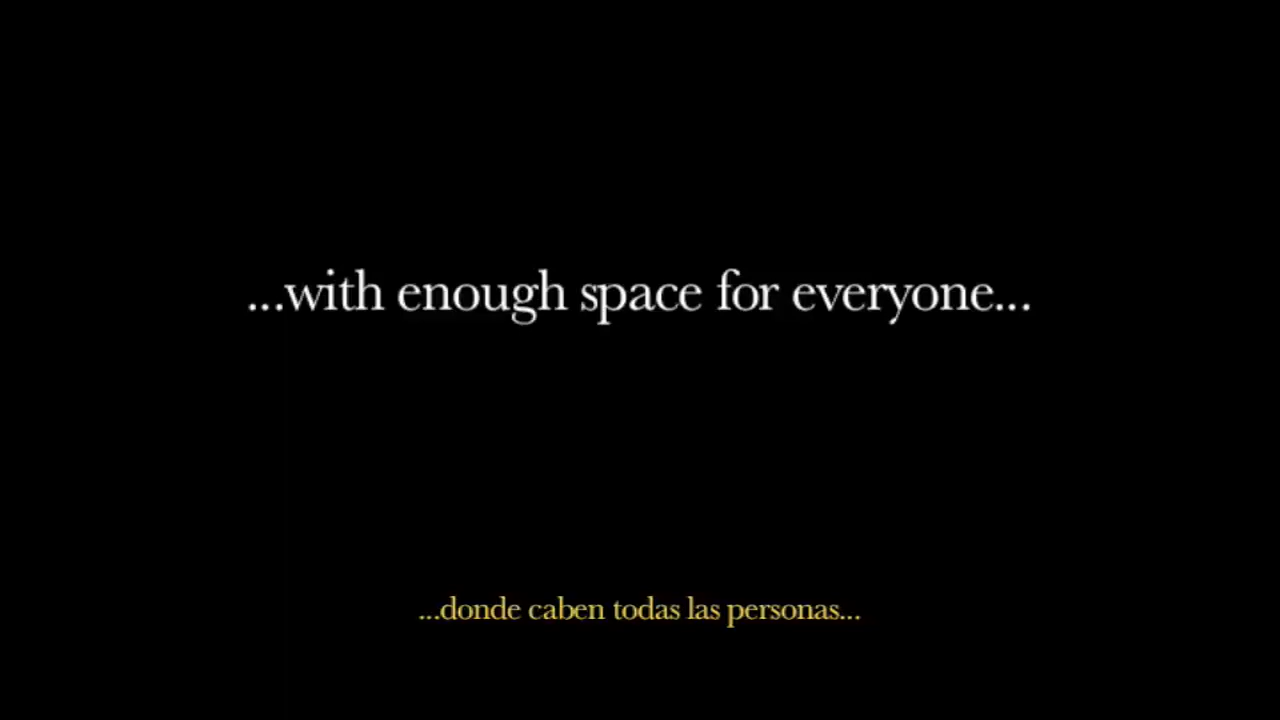 ...with enough space for everyone...
...donde caben todas las personas...